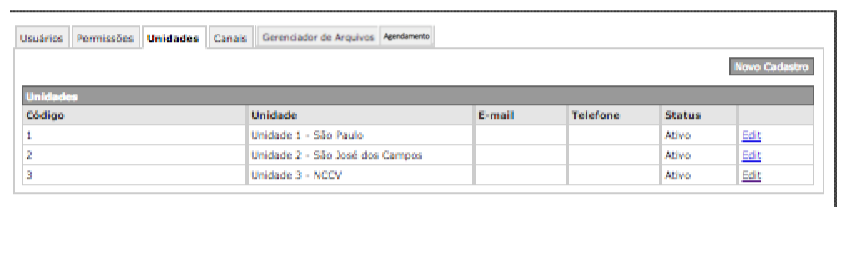 Usuários Permissões Unidades Canais Gerenciador de Arquivos Agendamento
Novo Cadastro
Unidades
Código Unidade E-mail Telefone Status
1 Unidade 1 - São Paulo Ativo Edit
2 Unidade 2 - São José dos Campos Ativo Edit
3 Unidade 3 - NCCV Ativo Edit